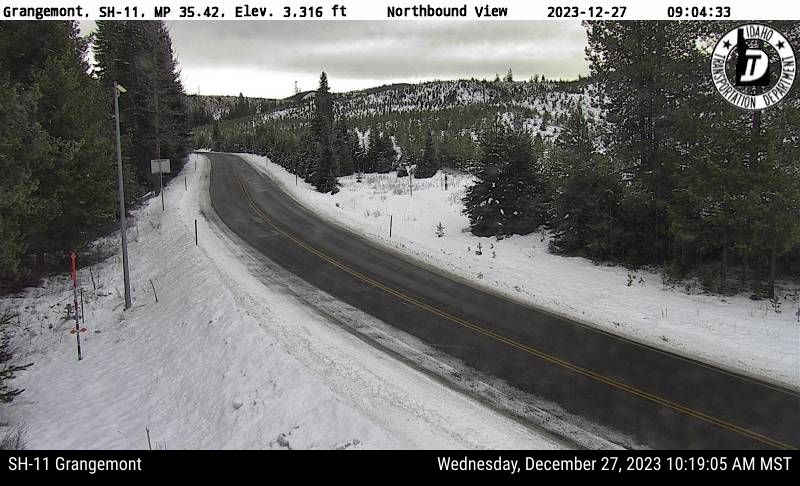 Grangemont, SH-11, MP 35.42, Elev. 3,316 ft Northbound View 2023-12-27 09:04:33
IDAHO
TRANSPORTATION DEPARTMENT
SH-11 Grangemont Wednesday, December 27, 2023 10:19:05 AM MST